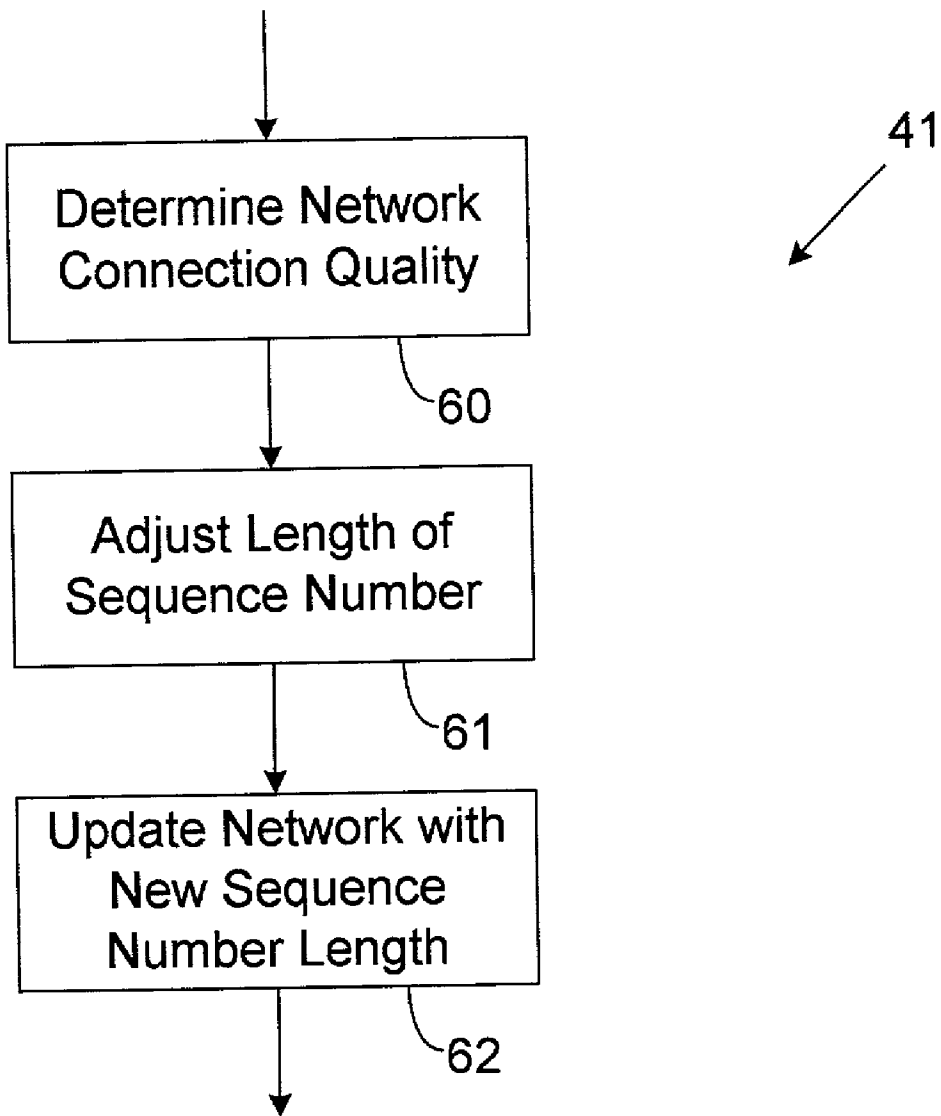 41
Determine Network
Connection Quality
60
Adjust Length of
Sequence Number
61
Update Network with
New Sequence
Number Length
62